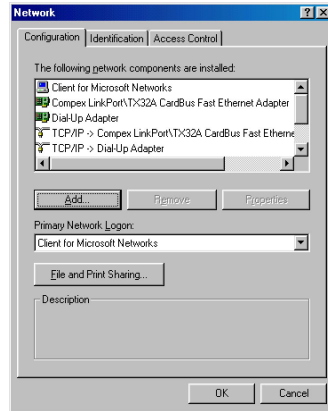 Network
Configuration Identification Access Control
The following network components are installed:
Client for Microsoft Networks
Compex LinkPort\TX32A CardBus Fast Ethernet Adapter
Dial-Up Adapter
TCP/IP -> Compex LinkPort\TX32A CardBus Fast Etherne
TCP/IP -> Dial-Up Adapter
Add... Remove Properties
Primary Network Logon:
Client for Microsoft Networks
File and Print Sharing...
Description
OK Cancel